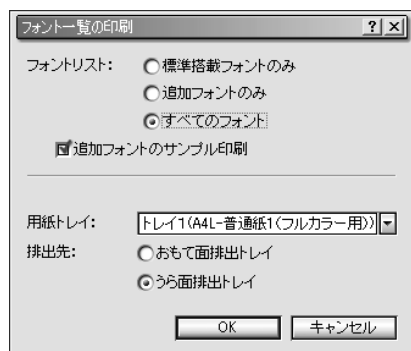 フォント一覧の印刷
フォントリスト: 標準搭載フォントのみ
追加フォントのみ
すべてのフォント
追加フォントのサンプル印刷
用紙トレイ: トレイ1(A4L-普通紙1(フルカラー用))
排出先: おもて面排出トレイ
うら面排出トレイ
OK キャンセル